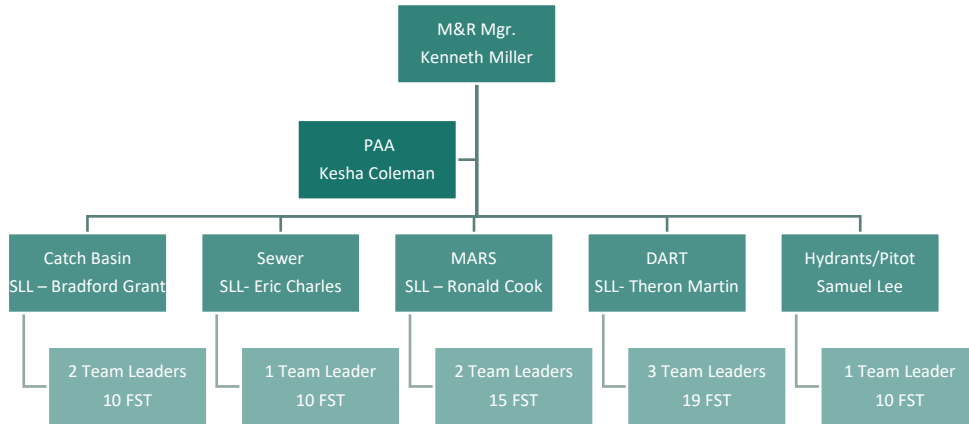 M&R Mgr.
Kenneth Miller
PAA
Kesha Coleman
Catch Basin
SLL – Bradford Grant
Sewer
SLL- Eric Charles
MARS
SLL – Ronald Cook
DART
SLL- Theron Martin
Hydrants/Pitot
Samuel Lee
2 Team Leaders
10 FST
1 Team Leader
10 FST
2 Team Leaders
15 FST
3 Team Leaders
19 FST
1 Team Leader
10 FST